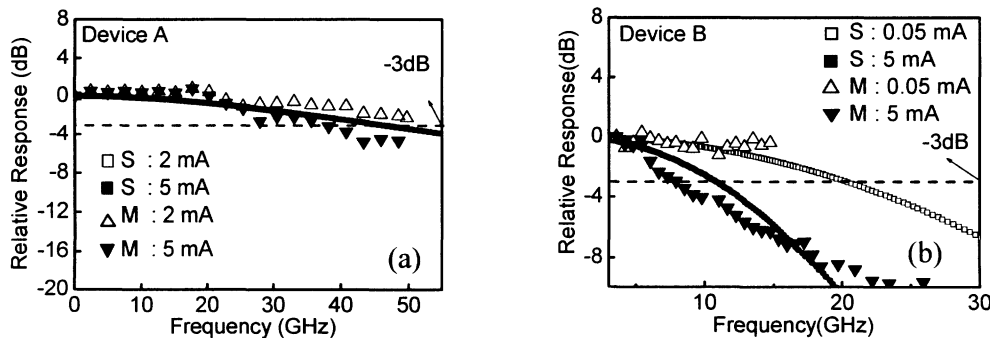 Device A
-3dB
□ S : 2 mA
■ S : 5 mA
△ M : 2 mA
▼ M : 5 mA
(a)
8
4
0
-4
-8
-12
-16
-20
0 10 20 30 40 50
Relative Response (dB)
Frequency (GHz)
Device B
□ S : 0.05 mA
■ S : 5 mA
△ M : 0.05 mA
▼ M : 5 mA
-3dB
(b)
8
4
0
-4
-8
10 20 30
Relative Response(dB)
Frequency(GHz)